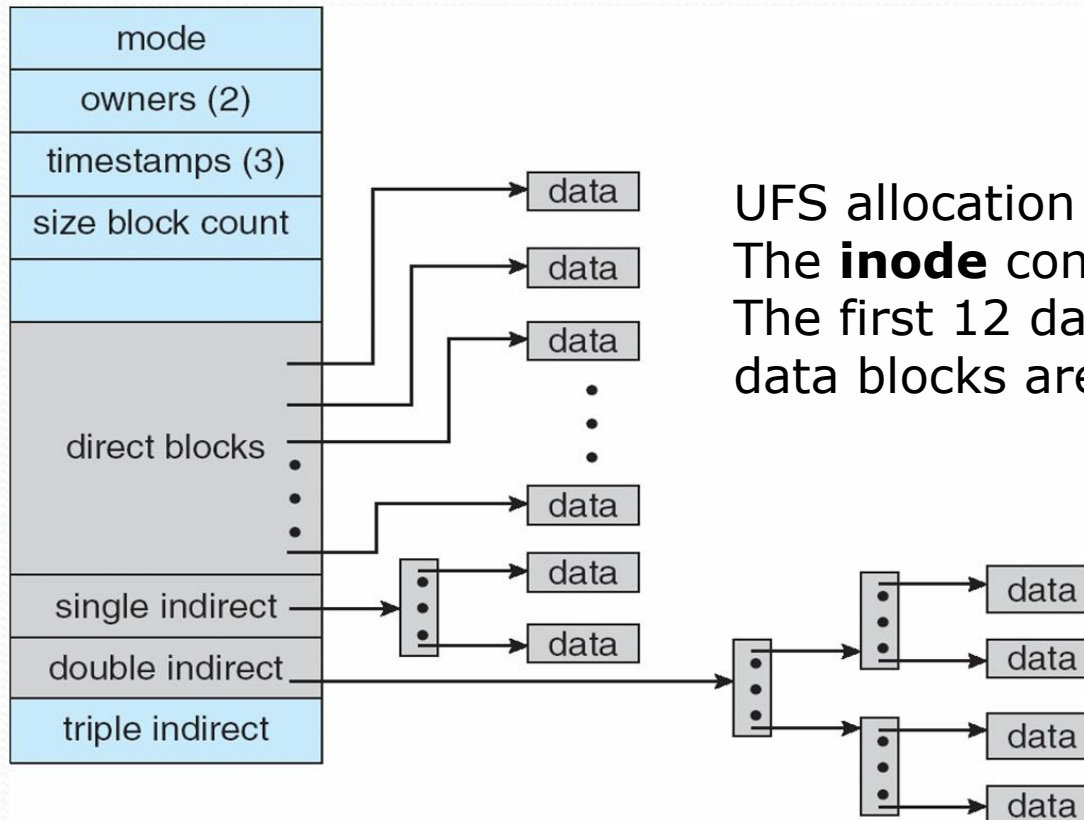 mode
owners (2)
timestamps (3)
size block count
direct blocks
single indirect
double indirect
triple indirect
data
data
data
data
data
data
data
data
data
data
UFS allocation
The inode con
The first 12 da
data blocks are